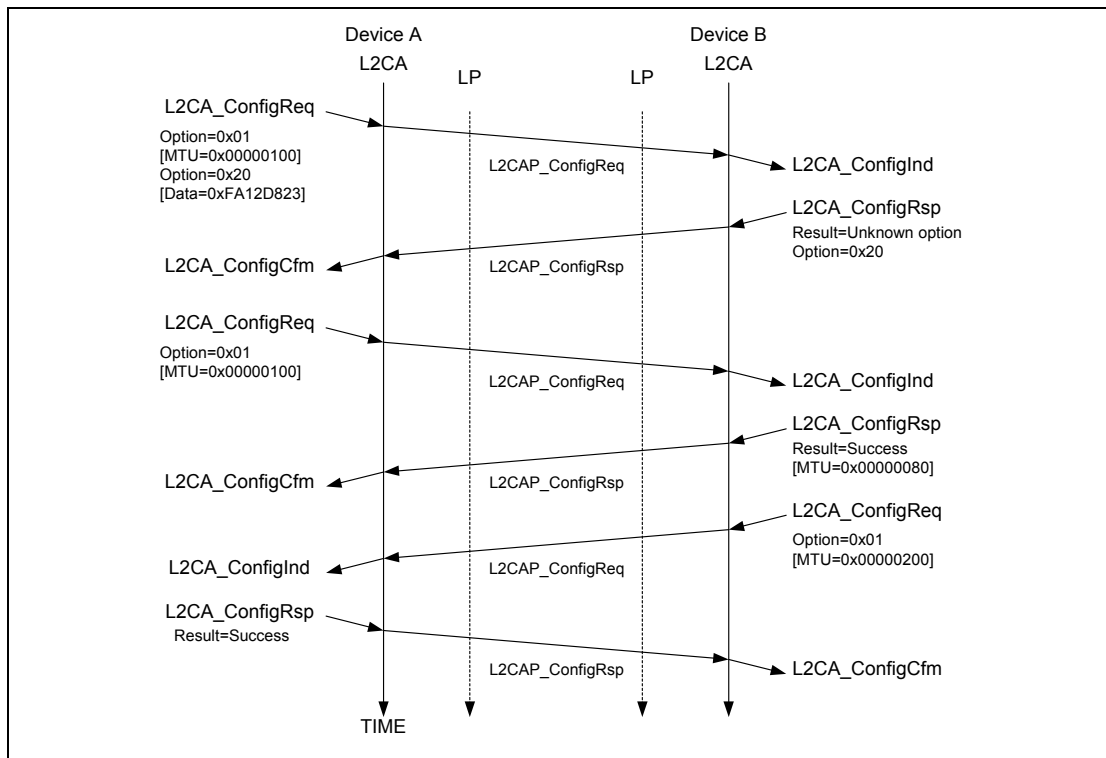 Device A
Device B
L2CA
LP
LP
L2CA
L2CA_ConfigReq
Option=0x01
[MTU=0x00000100]
Option=0x20
[Data=0xFA12D823]
L2CAP_ConfigReq
L2CA_ConfigInd
L2CA_ConfigRsp
Result=Unknown option
Option=0x20
L2CAP_ConfigRsp
L2CA_ConfigCfm
L2CA_ConfigReq
Option=0x01
[MTU=0x00000100]
L2CAP_ConfigReq
L2CA_ConfigInd
L2CA_ConfigRsp
Result=Success
[MTU=0x00000080]
L2CAP_ConfigRsp
L2CA_ConfigCfm
L2CA_ConfigReq
Option=0x01
[MTU=0x00000200]
L2CAP_ConfigReq
L2CA_ConfigInd
L2CA_ConfigRsp
Result=Success
L2CAP_ConfigRsp
L2CA_ConfigCfm
TIME